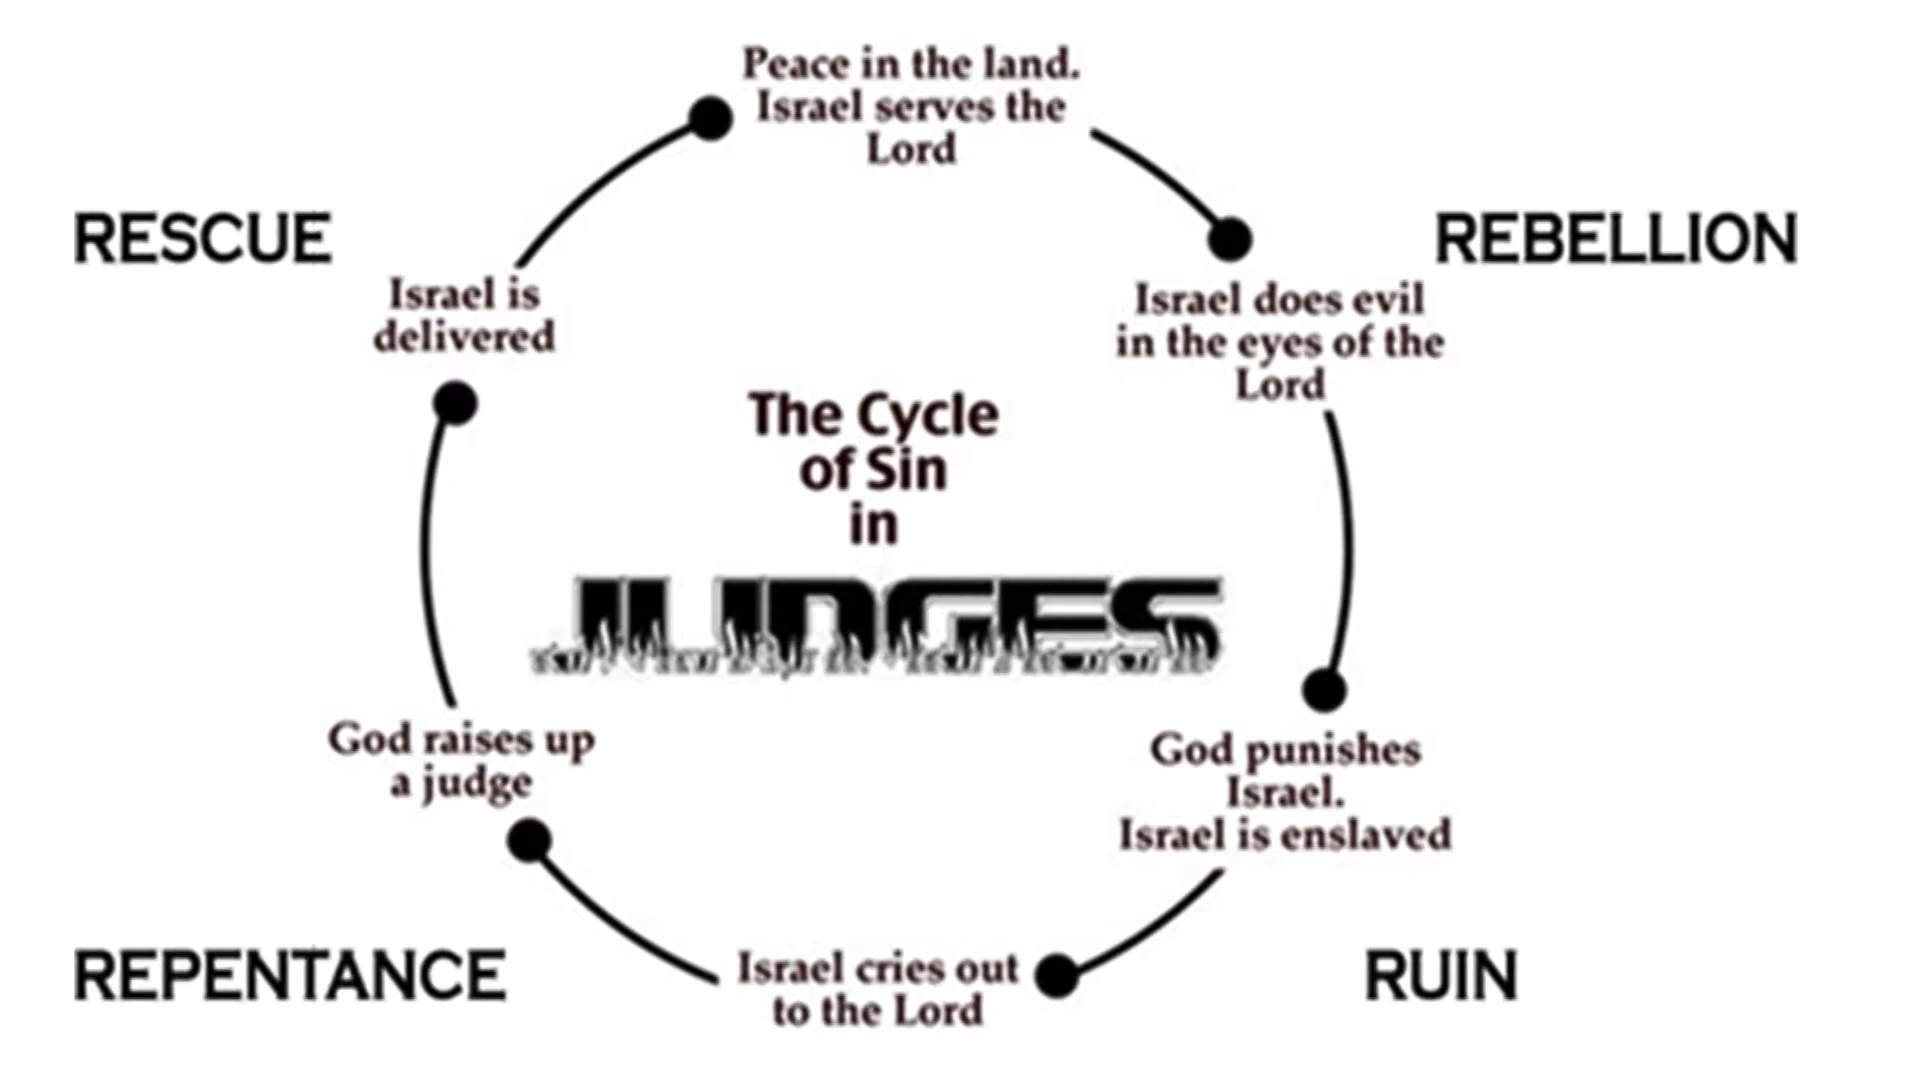 Peace in the land.
Israel serves the
Lord
RESCUE
REBELLION
Israel is
delivered
Israel does evil
in the eyes of the
Lord
The Cycle
of Sin
in
JUDGES
God raises up
a judge
God punishes
Israel.
Israel is enslaved
REPENTANCE
Israel cries out
to the Lord
RUIN